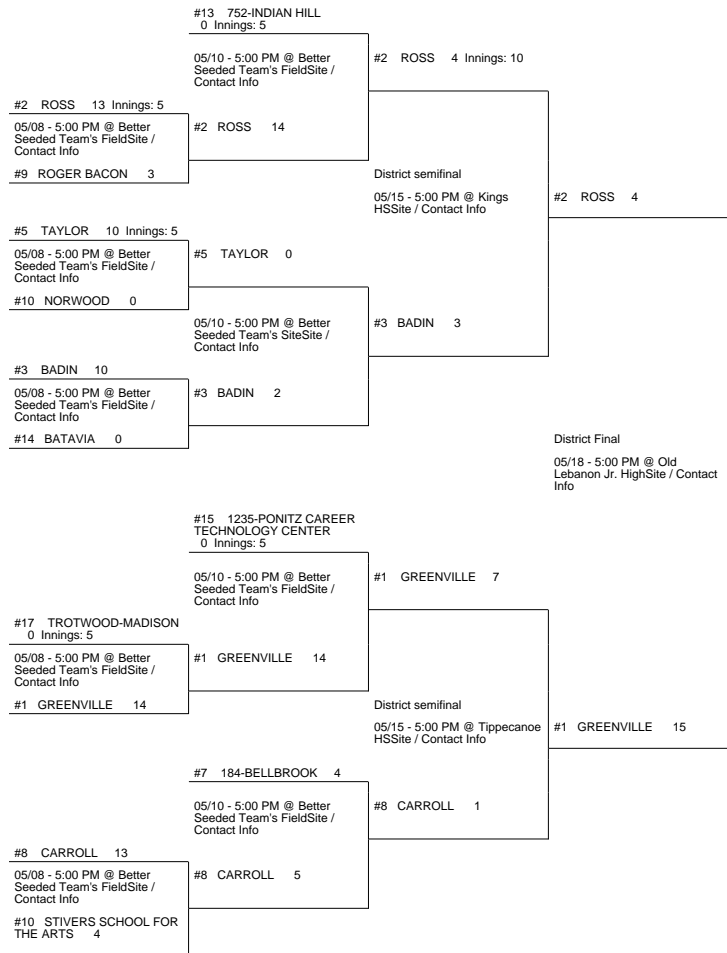 #13 752-INDIAN HILL
0 Innings: 5
05/10 - 5:00 PM @ Better
Seeded Team's FieldSite /
Contact Info
#2 ROSS 4 Innings: 10
#2 ROSS 13 Innings: 5
05/08 - 5:00 PM @ Better
Seeded Team's FieldSite /
Contact Info
#2 ROSS 14
#9 ROGER BACON 3
District semifinal
05/15 - 5:00 PM @ Kings
HSSite / Contact Info
#2 ROSS 4
#5 TAYLOR 10 Innings: 5
05/08 - 5:00 PM @ Better
Seeded Team's FieldSite /
Contact Info
#5 TAYLOR 0
#10 NORWOOD 0
05/10 - 5:00 PM @ Better
Seeded Team's SiteSite /
Contact Info
#3 BADIN 3
#3 BADIN 10
05/08 - 5:00 PM @ Better
Seeded Team's FieldSite /
Contact Info
#3 BADIN 2
#14 BATAVIA 0
District Final
05/18 - 5:00 PM @ Old
Lebanon Jr. HighSite / Contact
Info
#15 1235-PONITZ CAREER
TECHNOLOGY CENTER
0 Innings: 5
05/10 - 5:00 PM @ Better
Seeded Team's FieldSite /
Contact Info
#1 GREENVILLE 7
#17 TROTWOOD-MADISON
0 Innings: 5
05/08 - 5:00 PM @ Better
Seeded Team's FieldSite /
Contact Info
#1 GREENVILLE 14
#1 GREENVILLE 14
District semifinal
05/15 - 5:00 PM @ Tippecanoe
HSSite / Contact Info
#1 GREENVILLE 15
#7 184-BELLBROOK 4
05/10 - 5:00 PM @ Better
Seeded Team's FieldSite /
Contact Info
#8 CARROLL 1
#8 CARROLL 13
05/08 - 5:00 PM @ Better
Seeded Team's FieldSite /
Contact Info
#8 CARROLL 5
#10 STIVERS SCHOOL FOR
THE ARTS 4